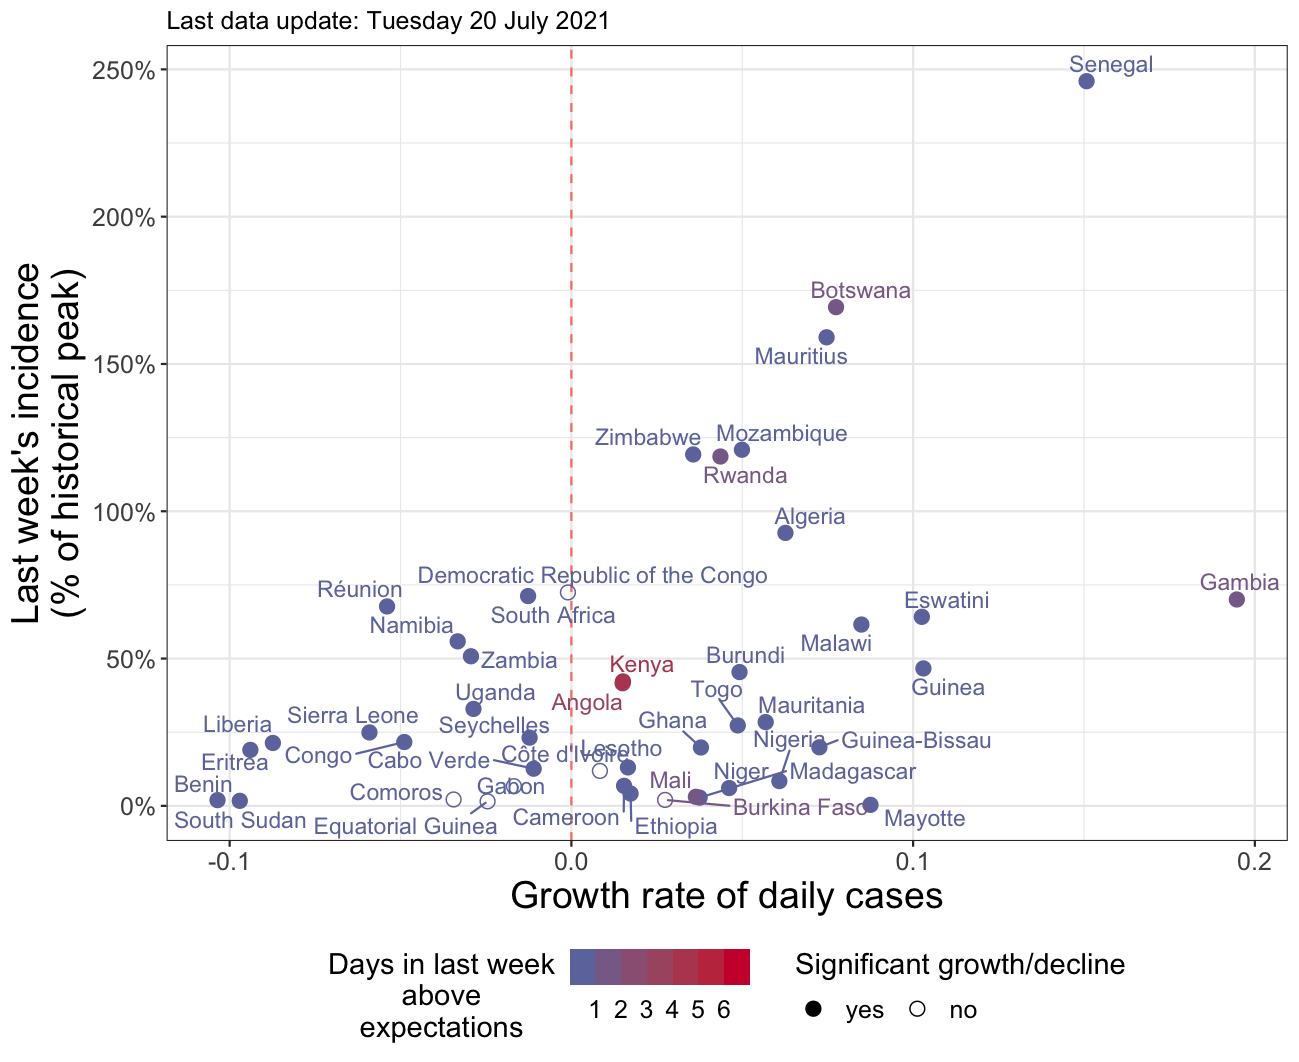 Last data update: Tuesday 20 July 2021
Last week's incidence
(% of historical peak)
250%
200%
150%
100%
50%
0%
Senegal
Botswana
Mauritius
Zimbabwe
Mozambique
Rwanda
Algeria
Democratic Republic of the Congo
Réunion
Gambia
Eswatini
South Africa
Namibia
Malawi
Burundi
Zambia
Kenya
Guinea
Togo
Uganda
Angola
Mauritania
Sierra Leone
Ghana
Liberia
Seychelles
Nigeria
Guinea-Bissau
Lesotho
Côte d'Ivoire
Congo
Cabo Verde
Eritrea
Niger
Madagascar
Mali
Benin
Gabon
Comoros
Burkina Faso
South Sudan
Cameroon
Mayotte
Equatorial Guinea
Ethiopia
-0.1
0.0
0.1
0.2
Growth rate of daily cases
Days in last week
above
expectations
1 2 3 4 5 6
Significant growth/decline
yes
no